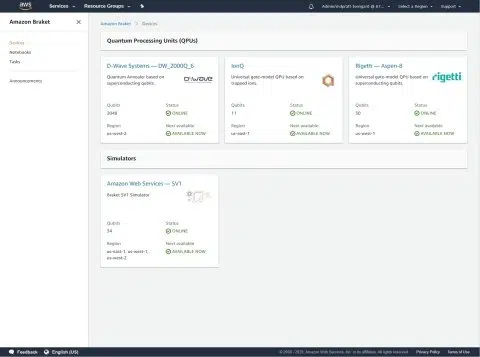 aws Services Resource Groups Select a Region Support
Amazon Braket
Amazon Braket > Devices
Devices
Notebooks
Tasks
Announcements
Quantum Processing Units (QPUs)
D-Wave Systems — DW_2000Q_6
Quantum Annealer based on superconducting qubits.
D:wave
Qubits
2048
Status
ONLINE
Region
us-west-2
Next available
AVAILABLE NOW
IonQ
Universal gate-model QPU based on trapped ions.
Qubits
11
Status
ONLINE
Region
us-east-1
Next available
AVAILABLE NOW
Rigetti — Aspen-8
Universal gate-model QPU based on superconducting qubits.
rigetti
Qubits
30
Status
ONLINE
Region
us-west-1
Next available
AVAILABLE NOW
Simulators
Amazon Web Services — SV1
Braket SV1 Simulator
Qubits
34
Status
ONLINE
Region
us-east-1, us-west-1,
us-west-2
Next available
AVAILABLE NOW
Feedback English (US) Amazon Web Services, Inc. or its affiliates. All rights reserved. Privacy Policy Terms of Use